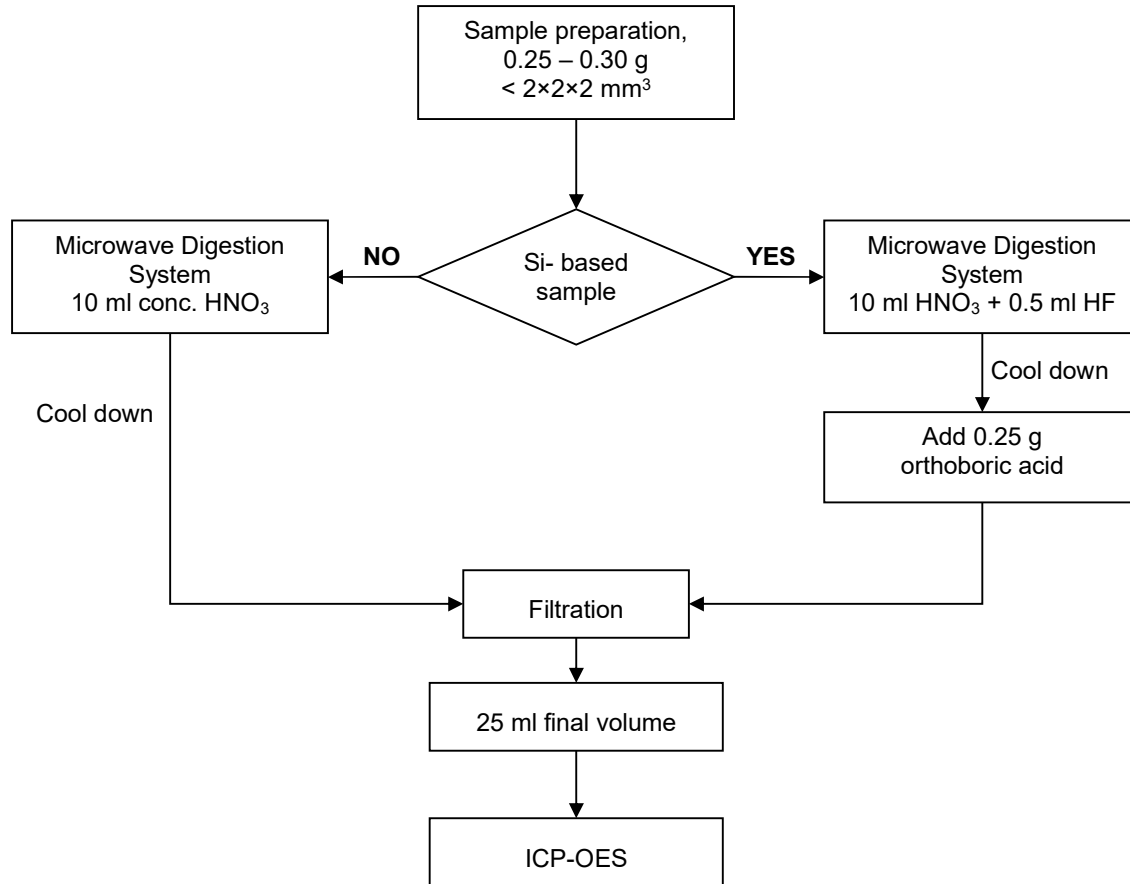 Sample preparation,
0.25 – 0.30 g
< 2×2×2 mm³
Microwave Digestion
System
10 ml conc. HNO₃
NO
Si- based
sample
YES
Microwave Digestion
System
10 ml HNO₃ + 0.5 ml HF
Cool down
Cool down
Add 0.25 g
orthoboric acid
Filtration
25 ml final volume
ICP-OES